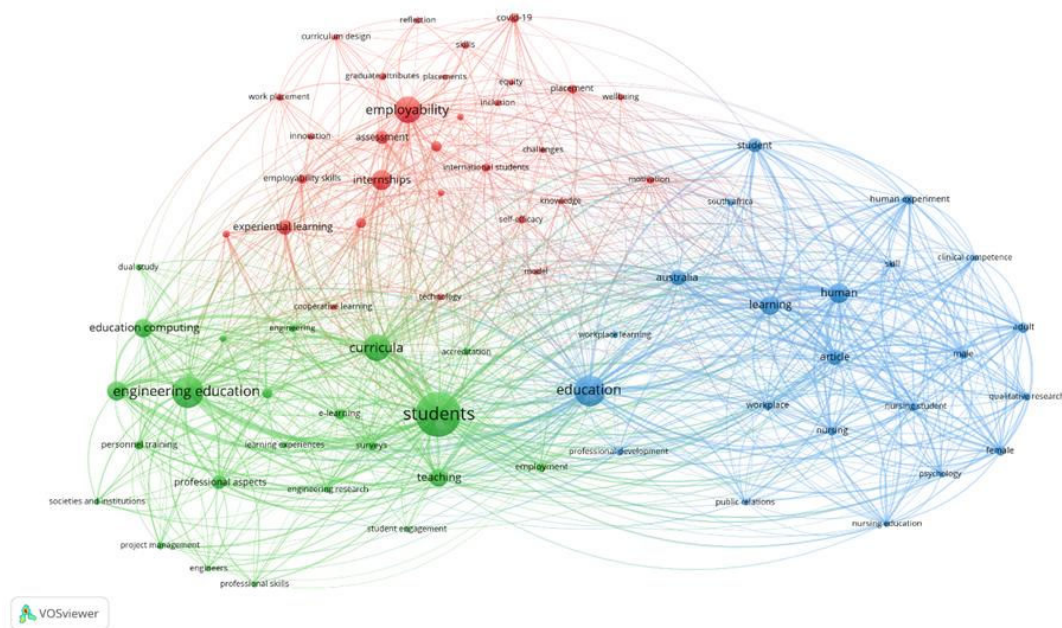 reflection
covid-19
curriculum design
skills
graduate attributes
placements
equity
placement
work placement
wellbeing
inclusion
employability
innovation
assessment
student
challenges
international students
employability skills
internships
motivation
human experiment
knowledge
south africa
self-efficacy
experiential learning
clinical competence
skill
dual study
model
australia
human
technology
learning
cooperative learning
education computing
engineering
workplace learning
adult
curricula
accreditation
article
male
engineering education
education
qualitative research
workplace
nursing student
e-learning
students
nursing
personnel training
learning experiences
surveys
professional development
female
employment
psychology
professional aspects
teaching
engineering research
societies and institutions
public relations
student engagement
nursing education
project management
engineers
professional skills
VOSviewer